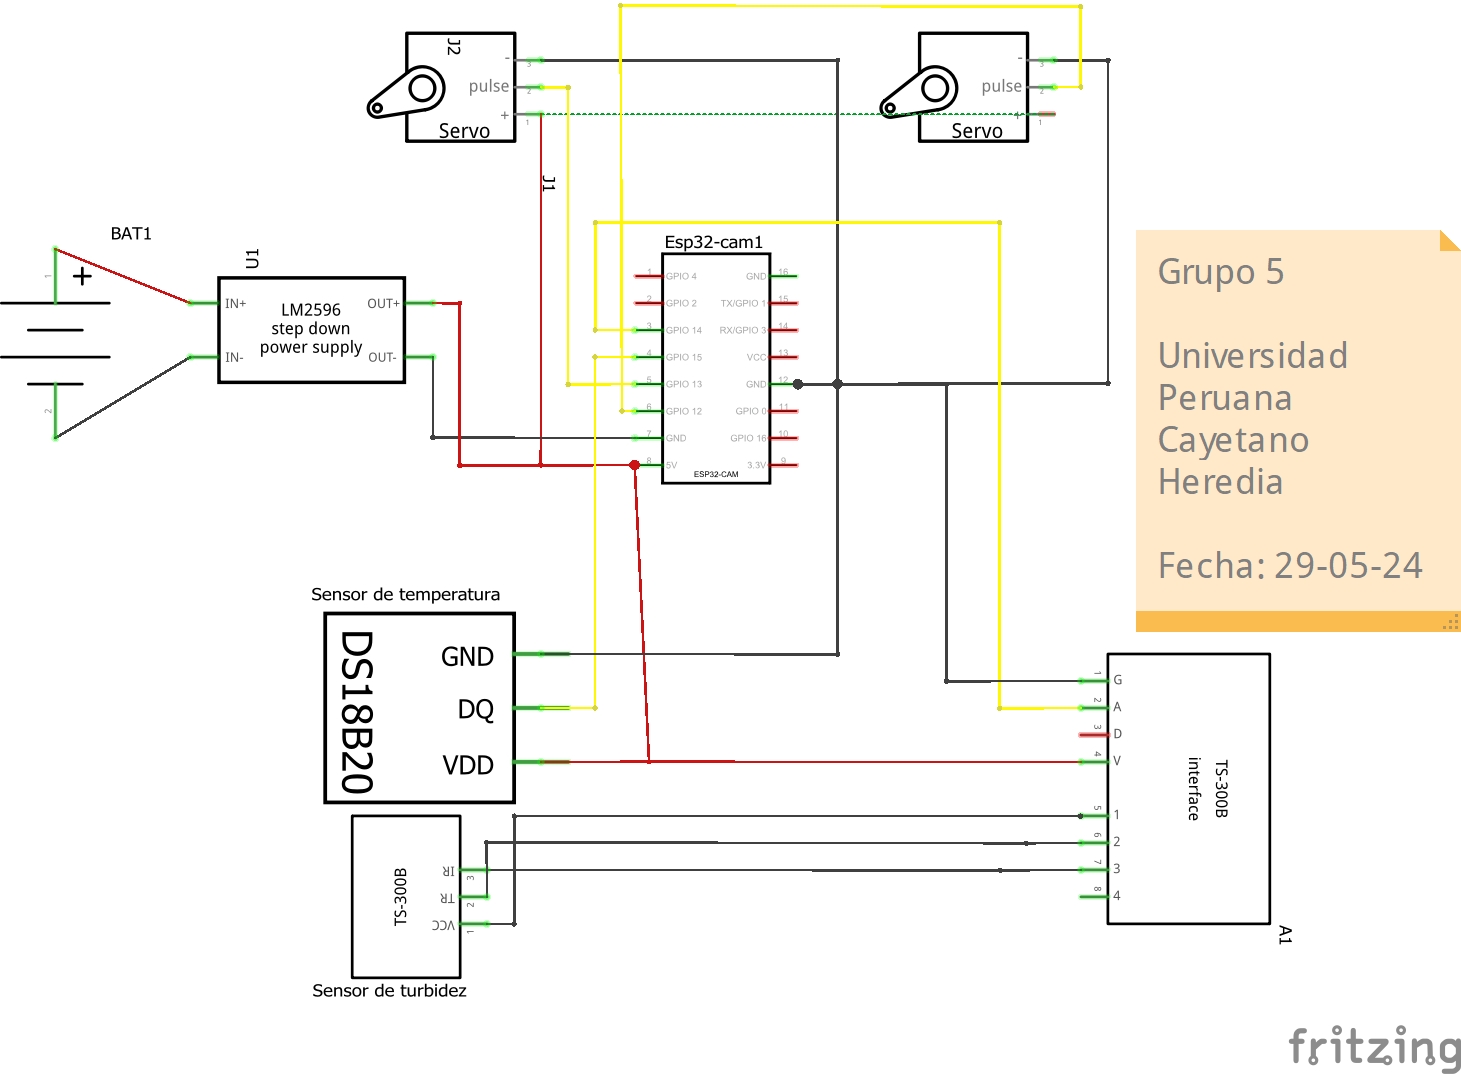 J2
-
3
pulse
2
+
1
Servo
-
3
pulse
2
+
1
Servo
J1
BAT1
1
+
2
U1
IN+
IN-
LM2596
step down
power supply
OUT+
OUT-
Esp32-cam1
1 GPIO 4
2 GPIO 2
3 GPIO 14
4 GPIO 15
5 GPIO 13
6 GPIO 12
7 GND
8 5V
GND 16
TX/GPIO 1 15
RX/GPIO 3 14
VCC 13
GND 12
GPIO 0 11
GPIO 16 10
3.3V 9
ESP32-CAM
Grupo 5
Universidad
Peruana
Cayetano
Heredia
Fecha: 29-05-24
Sensor de temperatura
DS18B20
GND
DQ
VDD
TS-300B
IR 3
TR 2
VCC 1
Sensor de turbidez
1 G
2 A
3 D
4 V
5 1
6 2
7 3
8 4
TS-300B
interface
A1
fritzing